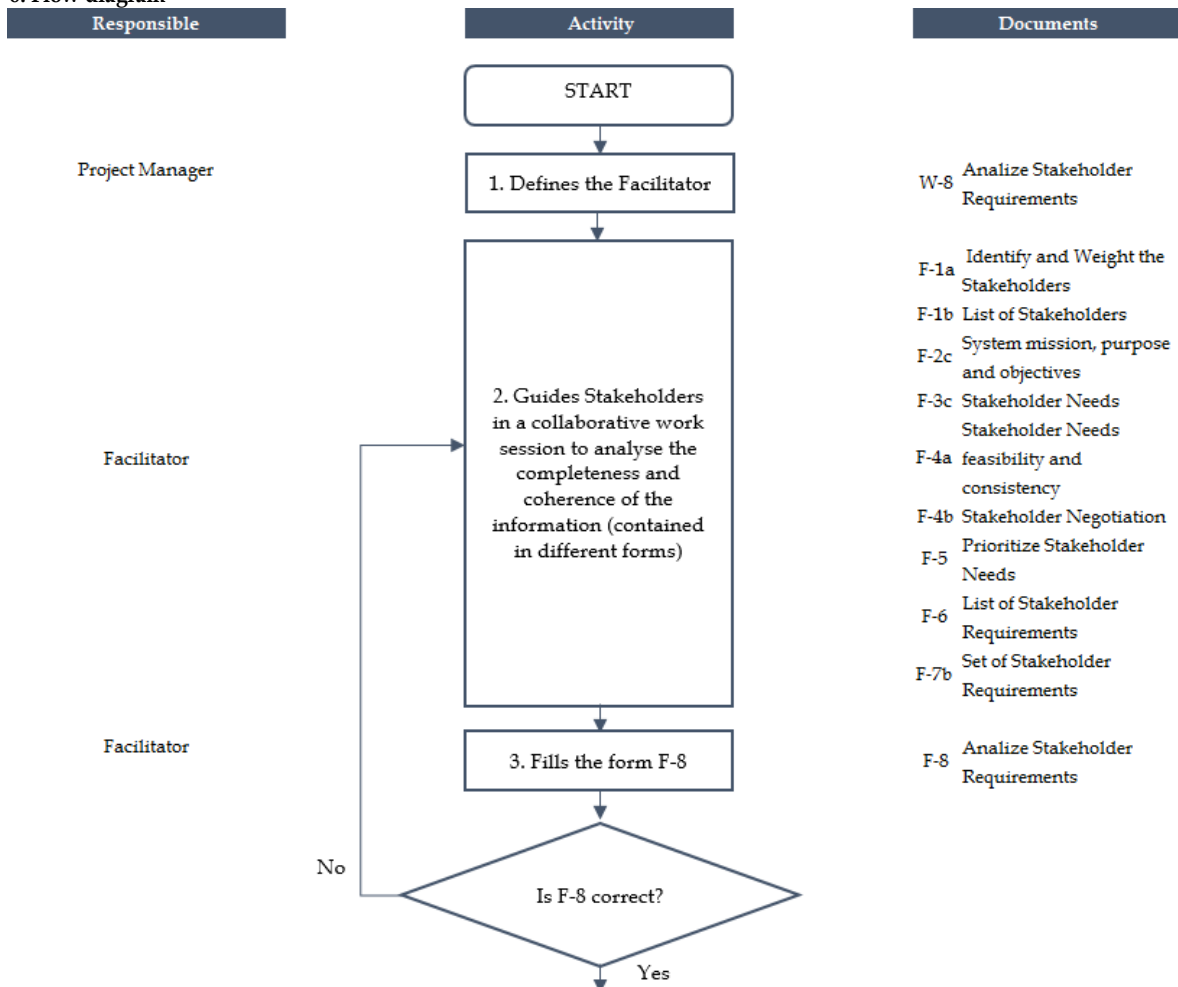 6. Flow diagram
Responsible
Activity
Documents
START
Project Manager
1. Defines the Facilitator
W-8 Analize Stakeholder
Requirements
Facilitator
2. Guides Stakeholders
in a collaborative work
session to analyse the
completeness and
coherence of the
information (contained
in different forms)
F-1a Identify and Weight the
Stakeholders
F-1b List of Stakeholders
F-2c System mission, purpose
and objectives
F-3c Stakeholder Needs
F-4a Stakeholder Needs
feasibility and
consistency
F-4b Stakeholder Negotiation
F-5 Prioritize Stakeholder
Needs
F-6 List of Stakeholder
Requirements
F-7b Set of Stakeholder
Requirements
Facilitator
3. Fills the form F-8
F-8 Analize Stakeholder
Requirements
No
Is F-8 correct?
Yes